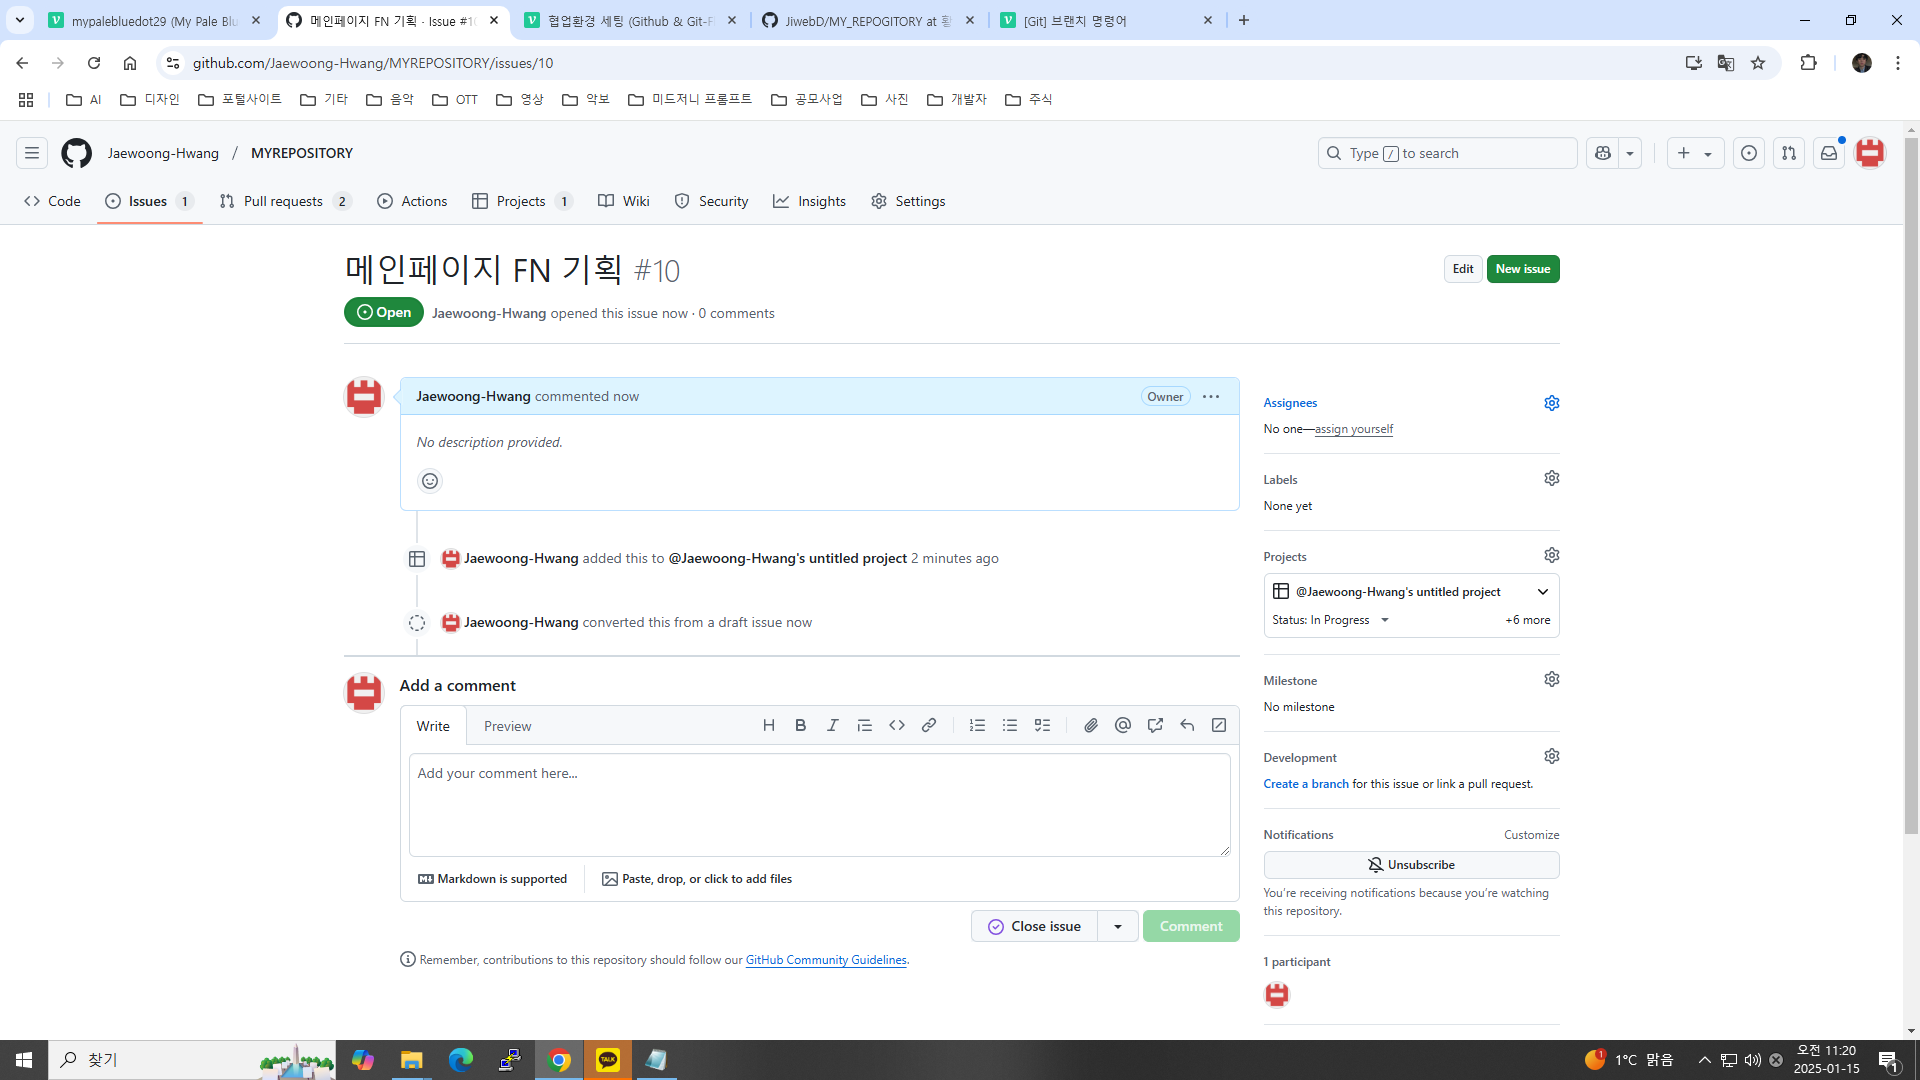 mypalebluedot29 (My Pale Blu
메인페이지 FN 기획 · Issue #10
협업환경 세팅 (Github & Git-Fl
JiwebD/MY_REPOGITORY at 황
[Git] 브랜치 명령어
github.com/Jaewoong-Hwang/MYREPOSITORY/issues/10
AI
디자인
포털사이트
기타
음악
OTT
영상
악보
미드저니 프롬프트
공모사업
사진
개발자
주식
Jaewoong-Hwang / MYREPOSITORY
Type / to search
Code
Issues 1
Pull requests 2
Actions
Projects 1
Wiki
Security
Insights
Settings
메인페이지 FN 기획 #10
Edit
New issue
Open
Jaewoong-Hwang opened this issue now · 0 comments
Jaewoong-Hwang commented now
Owner
No description provided.
Jaewoong-Hwang added this to @Jaewoong-Hwang's untitled project 2 minutes ago
Jaewoong-Hwang converted this from a draft issue now
Add a comment
Write
Preview
Add your comment here...
Markdown is supported
Paste, drop, or click to add files
Close issue
Comment
Remember, contributions to this repository should follow our GitHub Community Guidelines.
Assignees
No one—assign yourself
Labels
None yet
Projects
@Jaewoong-Hwang's untitled project
Status: In Progress
+6 more
Milestone
No milestone
Development
Create a branch for this issue or link a pull request.
Notifications
Customize
Unsubscribe
You're receiving notifications because you're watching
this repository.
1 participant
찾기
TALK
1
1°C 맑음
오전 11:20
2025-01-15
1